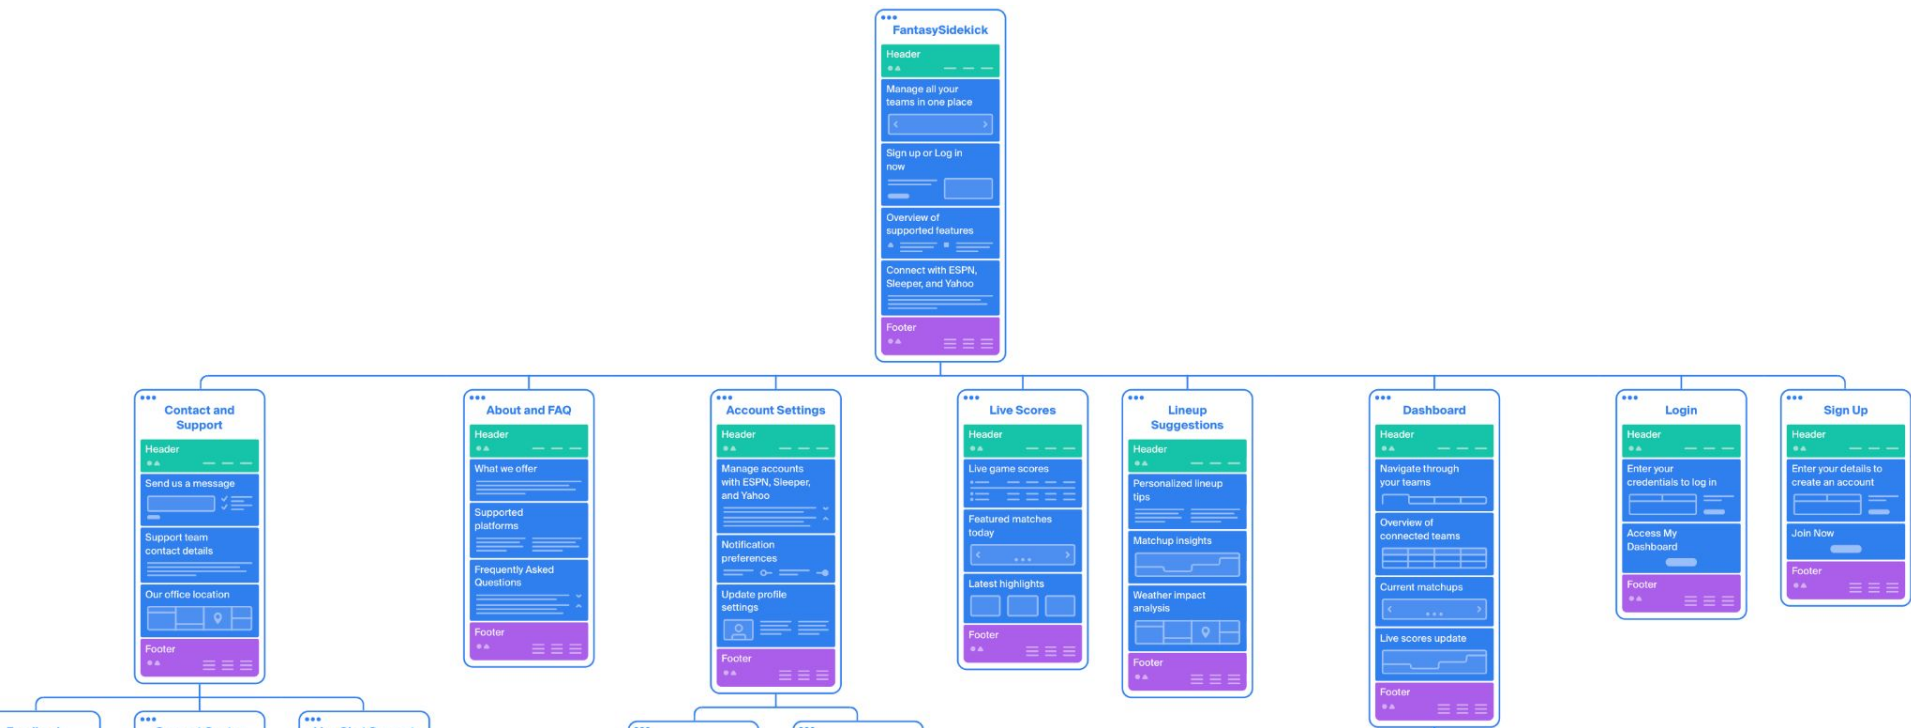 FantasySidekick
Header
Manage all your
teams in one place
Sign up or Log in
now
Overview of
supported features
Connect with ESPN,
Sleeper, and Yahoo
Footer
Contact and
Support
Header
Send us a message
Support team
contact details
Our office location
Footer
About and FAQ
Header
What we offer
Supported
platforms
Frequently Asked
Questions
Footer
Account Settings
Header
Manage accounts
with ESPN, Sleeper,
and Yahoo
Notification
preferences
Update profile
settings
Footer
Live Scores
Header
Live game scores
Featured matches
today
Latest highlights
Footer
Lineup
Suggestions
Header
Personalized lineup
tips
Matchup insights
Weather impact
analysis
Footer
Dashboard
Header
Navigate through
your teams
Overview of
connected teams
Current matchups
Live scores update
Footer
Login
Header
Enter your
credentials to log in
Access My
Dashboard
Footer
Sign Up
Header
Enter your details to
create an account
Join Now
Footer